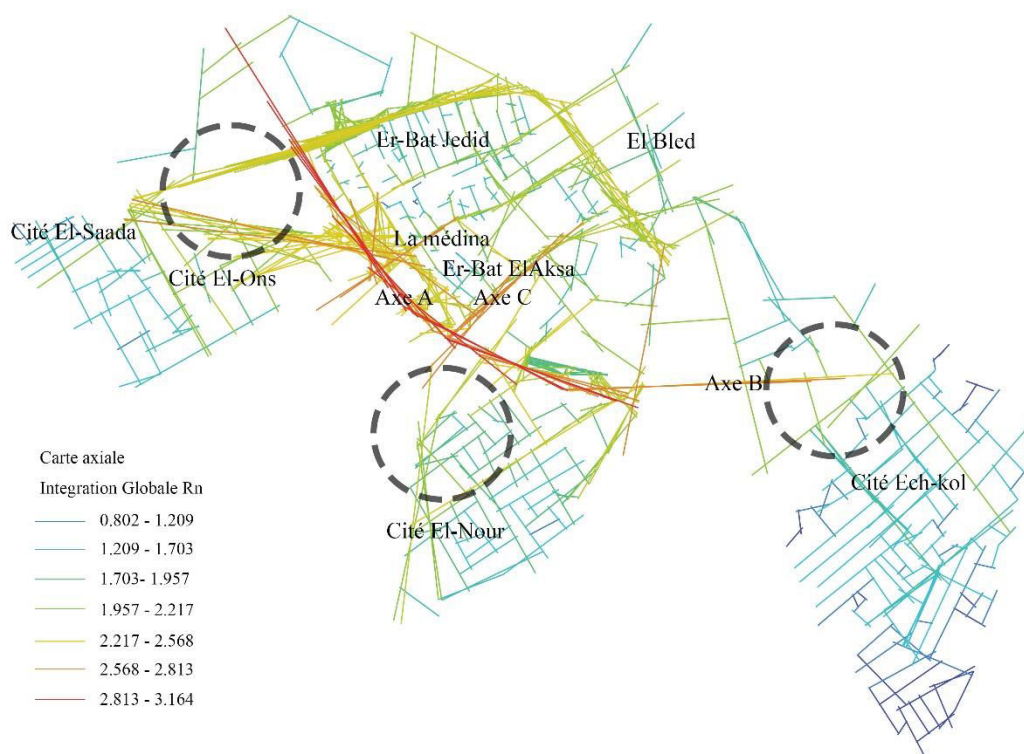 Er-Bat Jedid
El Bled
Cité El-Saada
La médina
Cité El-Ons
Er-Bat ElAksa
Axe A
Axe C
Axe B
Cité Ech-kol
Cité El-Nour
Carte axiale
Integration Globale Rn
0.802 - 1.209
1.209 - 1.703
1.703- 1.957
1.957 - 2.217
2.217 - 2.568
2.568 - 2.813
2.813 - 3.164